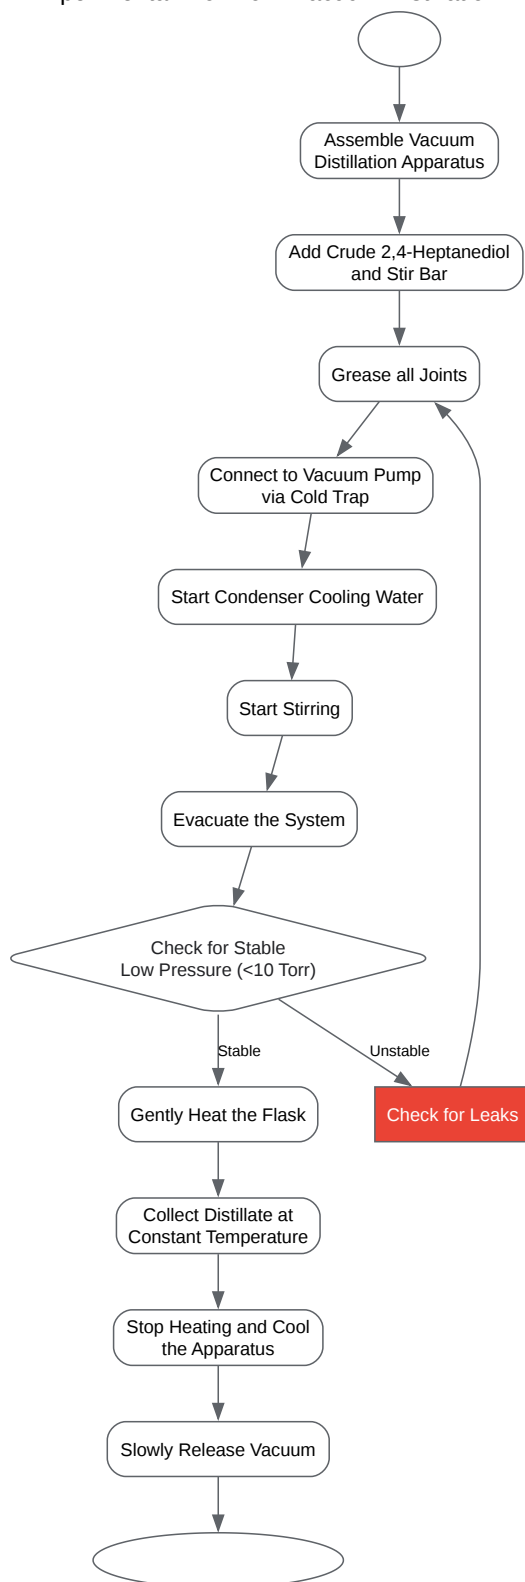 Assemble Vacuum
Distillation Apparatus
Add Crude 2,4-Heptanediol
and Stir Bar
Grease all Joints
Connect to Vacuum Pump
via Cold Trap
Start Condenser Cooling Water
Start Stirring
Evacuate the System
Check for Stable
Low Pressure (<10 Torr)
Stable
Unstable
Gently Heat the Flask
Check for Leaks
Collect Distillate at
Constant Temperature
Stop Heating and Cool
the Apparatus
Slowly Release Vacuum